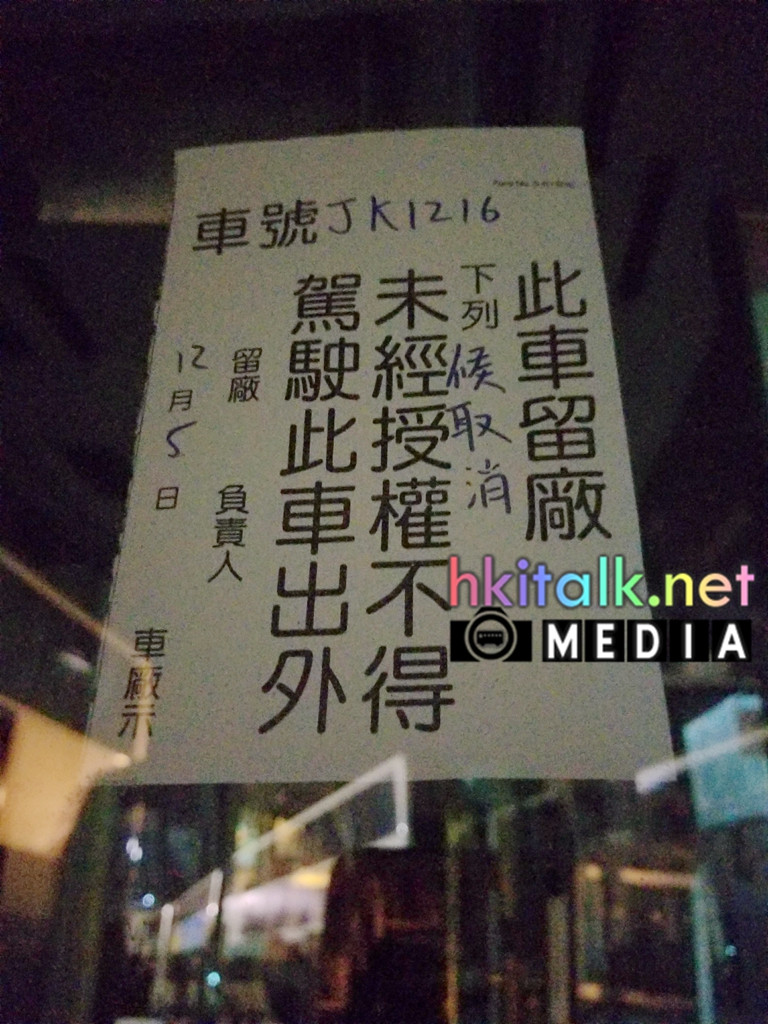 車號JK1216
此車留廠
下列候取消
未經授權不得
駕駛此車出外
留廠 負責人
12月5日
車廠示
hkitalk.net
MEDIA